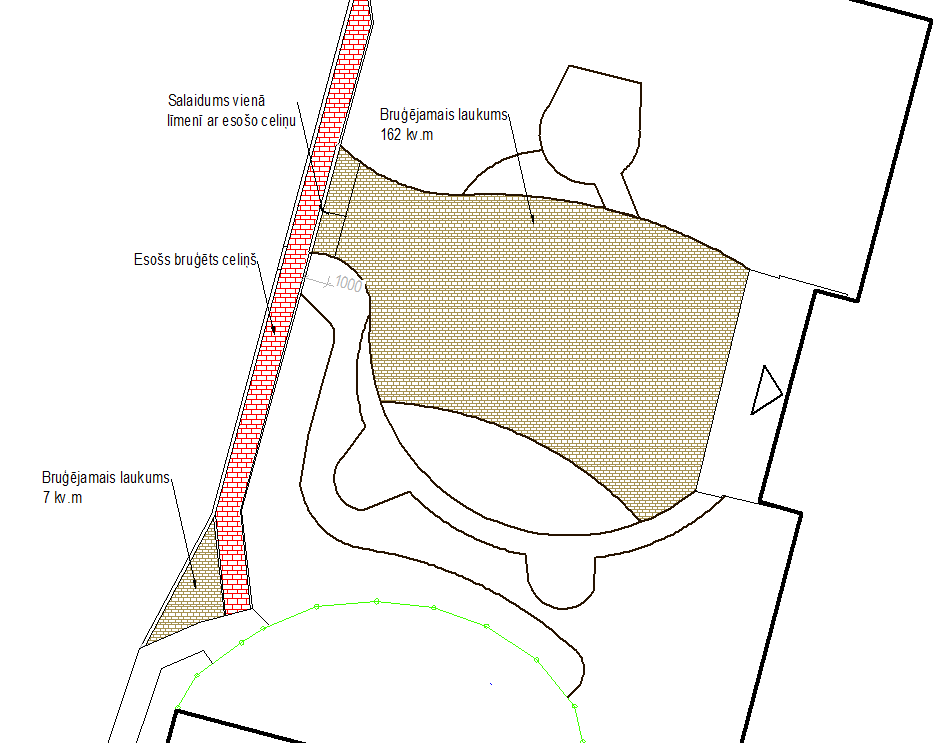 Salaidums vienā
līmenī ar esošo celiņu
Bruģējamais laukums
162 kv.m
Esošs bruģēts celiņš
1000
Bruģējamais laukums
7 kv.m